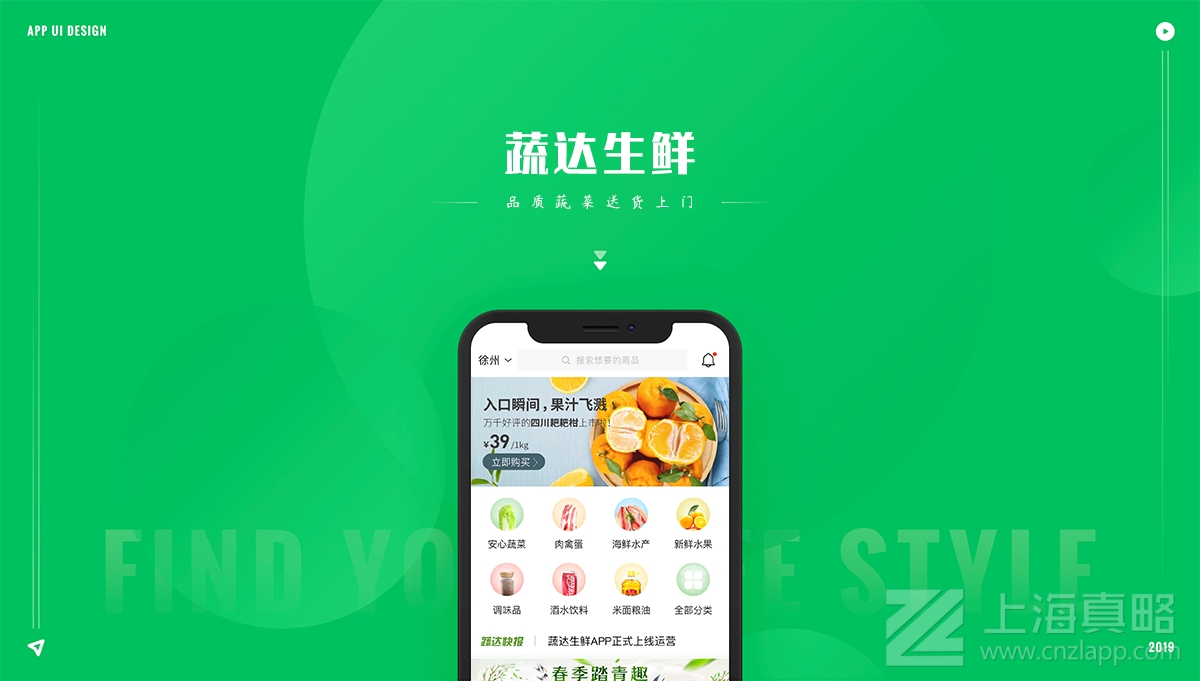 APP UI DESIGN
蔬达生鲜
品质蔬菜送货上门
徐州
搜索想要的商品
入口瞬间，果汁飞溅
万千好评的四川耙耙柑上市啦！
¥39/1kg
立即购买
安心蔬菜 肉禽蛋 海鲜水产 新鲜水果
调味品 酒水饮料 米面粮油 全部分类
蔬达快报 蔬达生鲜APP正式上线运营
春季踏青趣
FIND YO FE STYLE
上海真略
www.cnzlapp.com
2019